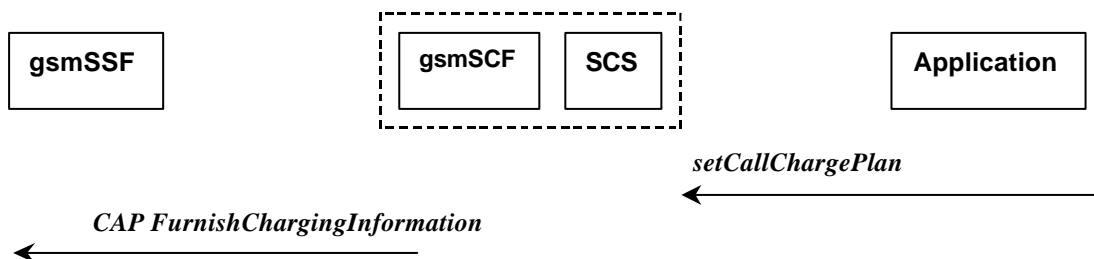 gsmSSF
gsmSCF
SCS
Application
setCallChargePlan
CAP FurnishChargingInformation